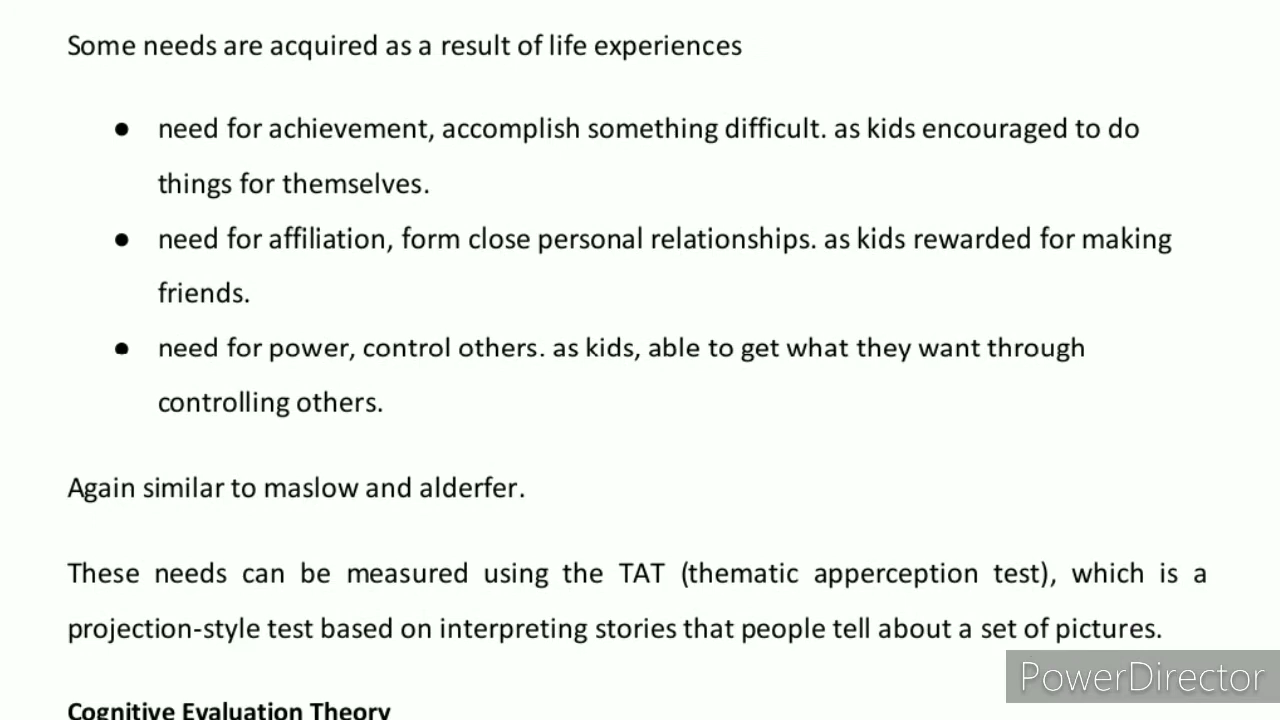 Some needs are acquired as a result of life experiences
● need for achievement, accomplish something difficult. as kids encouraged to do
things for themselves.
● need for affiliation, form close personal relationships. as kids rewarded for making
friends.
● need for power, control others. as kids, able to get what they want through
controlling others.
Again similar to maslow and alderfer.
These needs can be measured using the TAT (thematic apperception test), which is a
projection-style test based on interpreting stories that people tell about a set of pictures.
PowerDirector
Cognitive Evaluation Theory